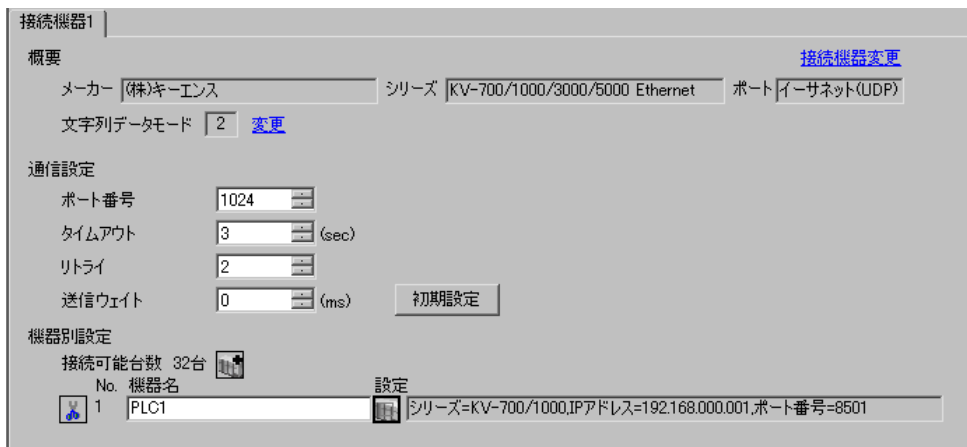 接続機器1
概要 接続機器変更
メーカー (株)キーエンス シリーズ KV-700/1000/3000/5000 Ethernet ポート イーサネット(UDP)
文字列データモード 2 変更
通信設定
ポート番号 1024
タイムアウト 3 (sec)
リトライ 2
送信ウェイト 0 (ms) 初期設定
機器別設定
接続可能台数 32台
No. 機器名 設定
1 PLC1 シリーズ=KV-700/1000,IPアドレス=192.168.000.001,ポート番号=8501